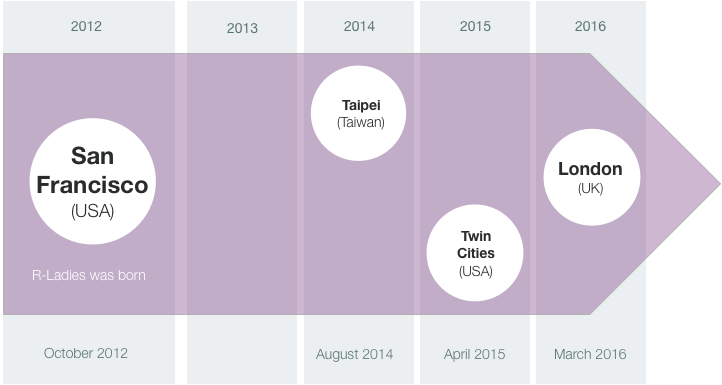 2012
2013
2014
2015
2016
San
Francisco
(USA)
R-Ladies was born
Taipei
(Taiwan)
Twin
Cities
(USA)
London
(UK)
October 2012
August 2014
April 2015
March 2016